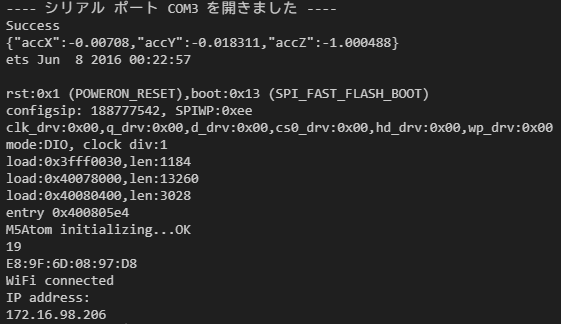 ---- シリアル ポート COM3 を開きました ----
Success
{"accX":-0.00708,"accY":-0.018311,"accZ":-1.000488}
ets Jun  8 2016 00:22:57

rst:0x1 (POWERON_RESET),boot:0x13 (SPI_FAST_FLASH_BOOT)
configsip: 188777542, SPIWP:0xee
clk_drv:0x00,q_drv:0x00,d_drv:0x00,cs0_drv:0x00,hd_drv:0x00,wp_drv:0x00
mode:DIO, clock div:1
load:0x3fff0030,len:1184
load:0x40078000,len:13260
load:0x40080400,len:3028
entry 0x400805e4
M5Atom initializing...OK
19
E8:9F:6D:08:97:D8
WiFi connected
IP address:
172.16.98.206